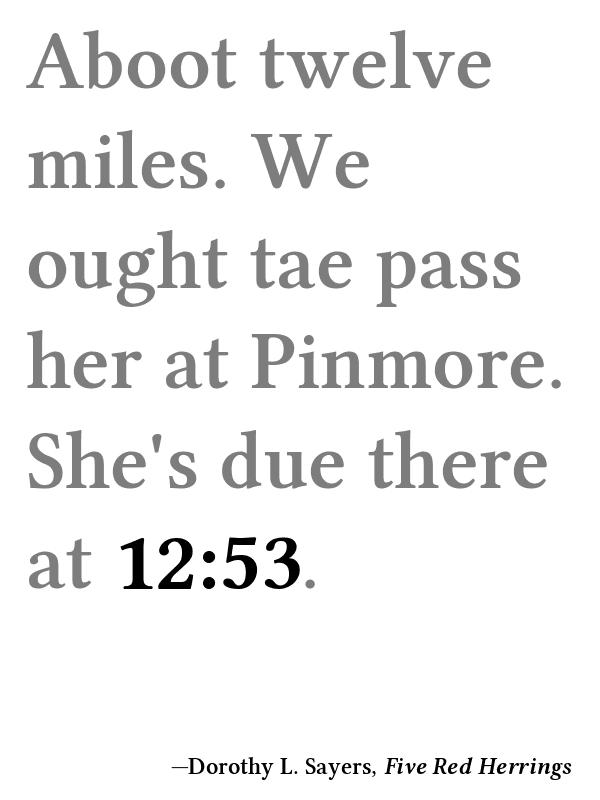 Aboot twelve
miles. We
ought tae pass
her at Pinmore.
She's due there
at 12:53.
—Dorothy L. Sayers, Five Red Herrings